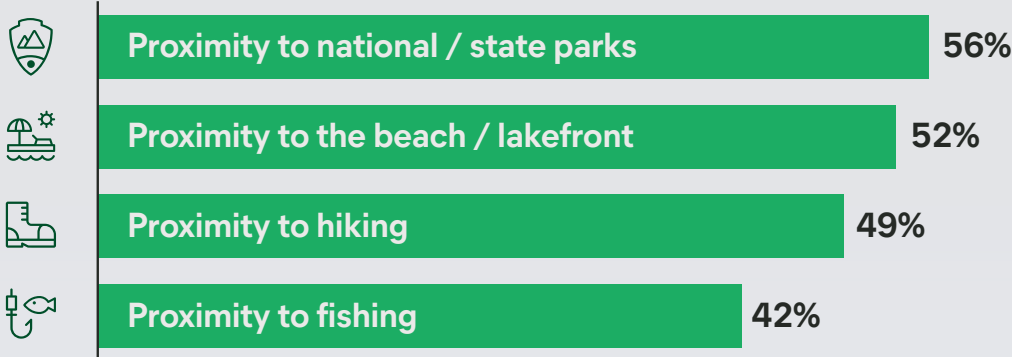 Proximity to national / state parks 56%
Proximity to the beach / lakefront 52%
Proximity to hiking 49%
Proximity to fishing 42%